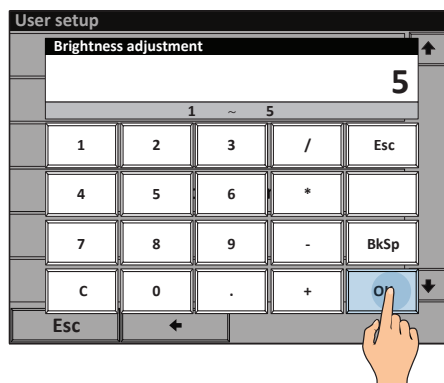 User setup
Brightness adjustment
5
1 ~ 5
1 2 3 / Esc
4 5 6 *
7 8 9 - BkSp
C 0 . + OK
Esc